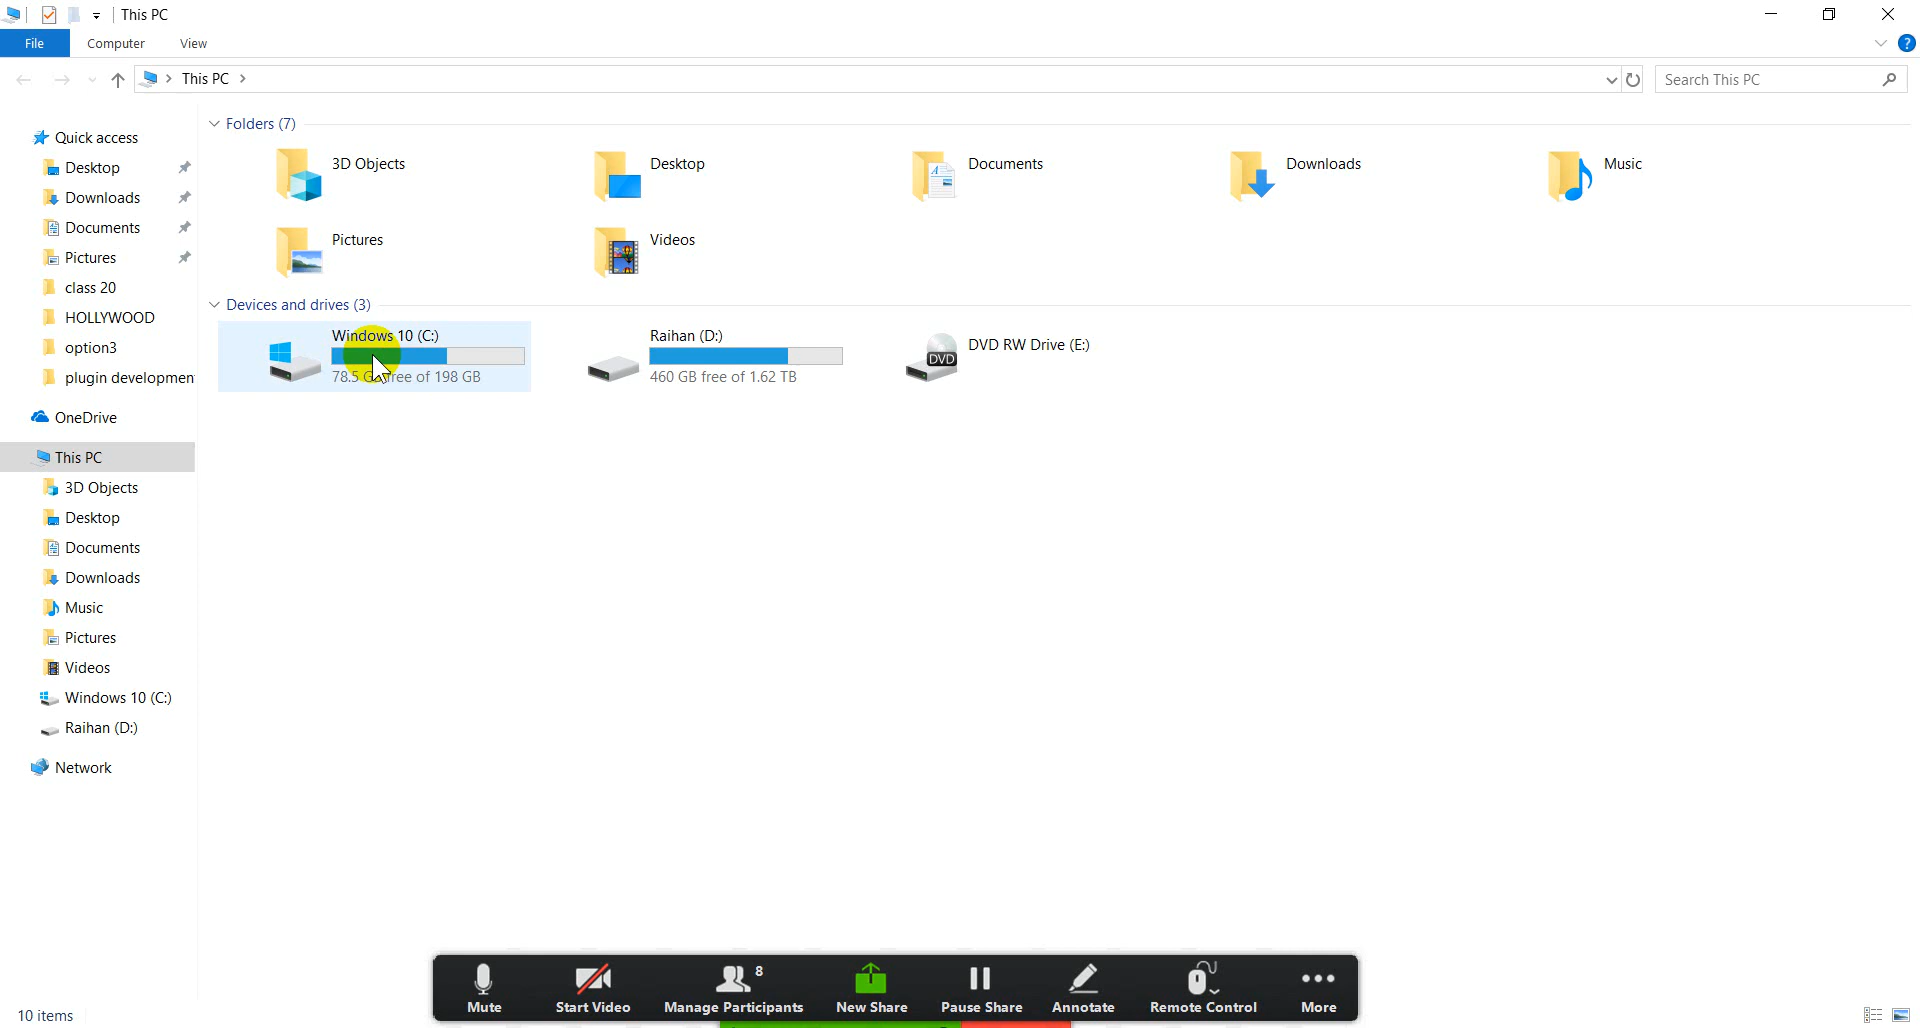 This PC
File Computer View
This PC
Search This PC
Quick access
Desktop
Downloads
Documents
Pictures
class 20
HOLLYWOOD
option3
plugin developmen
OneDrive
This PC
3D Objects
Desktop
Documents
Downloads
Music
Pictures
Videos
Windows 10 (C:)
Raihan (D:)
Network
Folders (7)
3D Objects
Desktop
Documents
Downloads
Music
Pictures
Videos
Devices and drives (3)
Windows 10 (C:)
78.5 free of 198 GB
Raihan (D:)
460 GB free of 1.62 TB
DVD
DVD RW Drive (E:)
8
Mute
Start Video
Manage Participants
New Share
Pause Share
Annotate
Remote Control
More
10 items